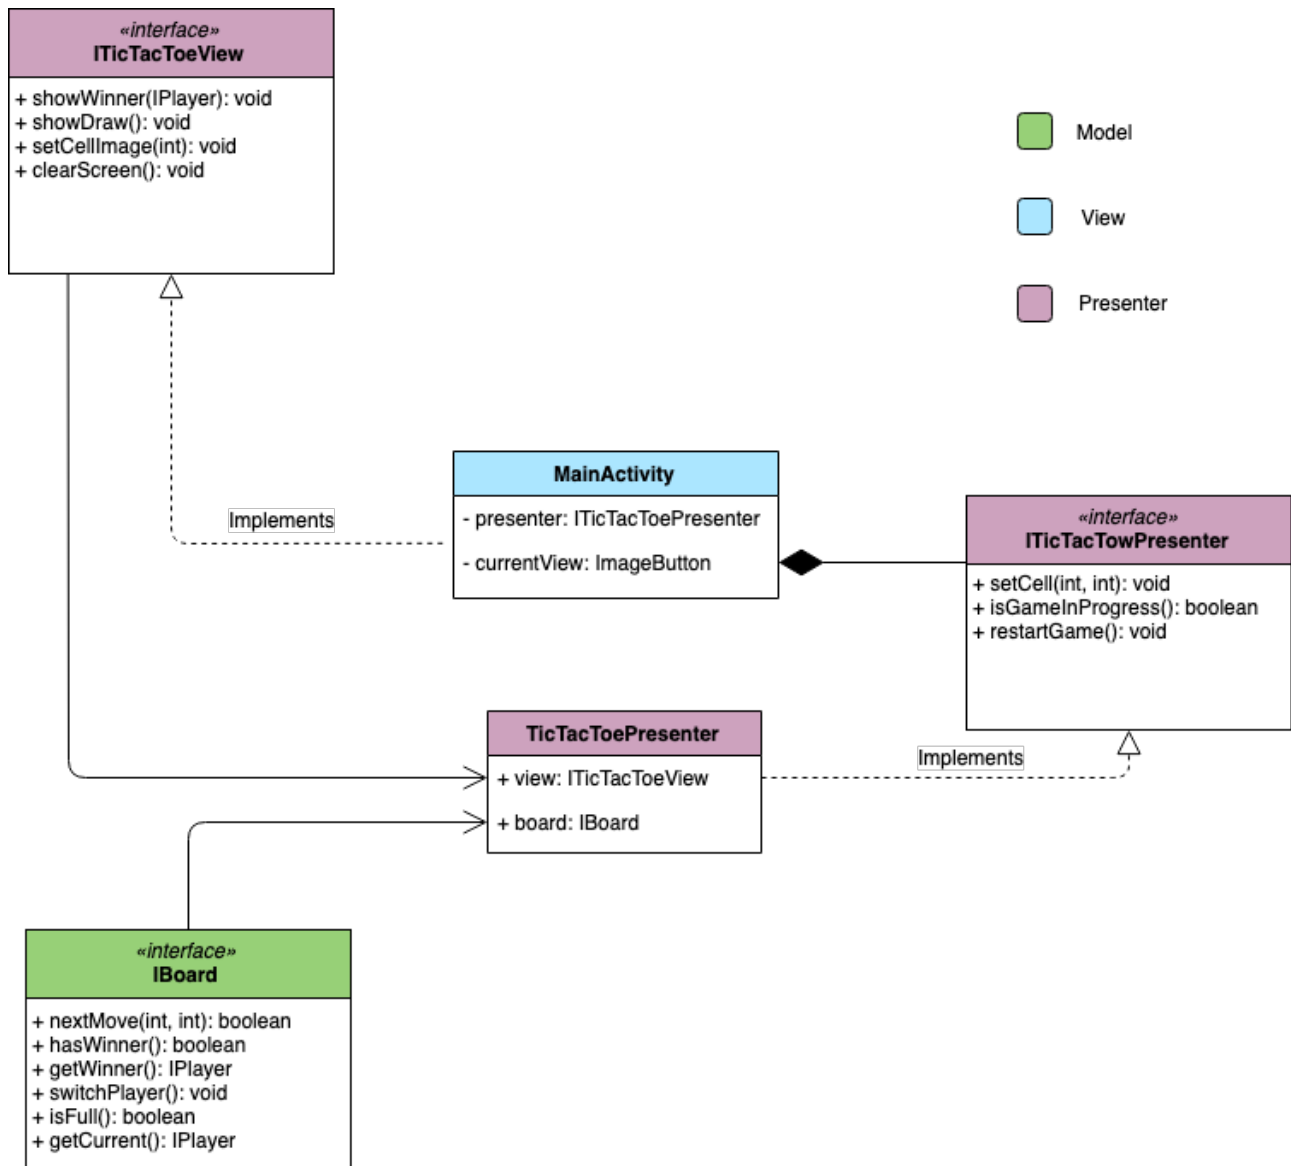 «interface»
ITicTacToeView
+ showWinner(IPlayer): void
+ showDraw(): void
+ setCellImage(int): void
+ clearScreen(): void
Model
View
Presenter
Implements
MainActivity
- presenter: ITicTacToePresenter
- currentView: ImageButton
«interface»
ITicTacTowPresenter
+ setCell(int, int): void
+ isGameInProgress(): boolean
+ restartGame(): void
TicTacToePresenter
+ view: ITicTacToeView
+ board: IBoard
Implements
«interface»
IBoard
+ nextMove(int, int): boolean
+ hasWinner(): boolean
+ getWinner(): IPlayer
+ switchPlayer(): void
+ isFull(): boolean
+ getCurrent(): IPlayer